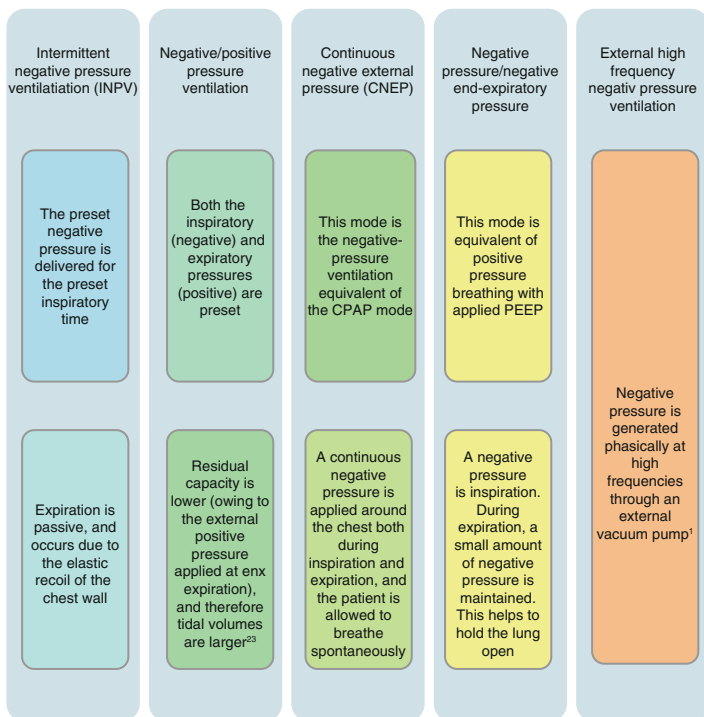 Intermittent
negative pressure
ventilatiation (INPV)
The preset
negative
pressure is
delivered for
the preset
inspiratory
time
Expiration is
passive, and
occurs due to
the elastic
recoil of the
chest wall
Negative/positive
pressure
ventilation
Both the
inspiratory
(negative) and
expiratory
pressures
(positive) are
preset
Residual
capacity is
lower (owing to
the external
positive
pressure
applied at enx
expiration),
and therefore
tidal volumes
are larger²³
Continuous
negative external
pressure (CNEP)
This mode is
the negative-
pressure
ventilation
equivalent of
the CPAP mode
A continuous
negative
pressure is
applied around
the chest both
during
inspiration and
expiration, and
the patient is
allowed to
breathe
spontaneously
Negative
pressure/negative
end-expiratory
pressure
This mode is
equivalent of
positive
pressure
breathing with
applied PEEP
A negative
pressure
is inspiration.
During
expiration, a
small amount
of negative
pressure is
maintained.
This helps to
hold the lung
open
External high
frequency
negativ pressure
ventilation
Negative
pressure is
generated
phasically at
high
frequencies
through an
external
vacuum pump¹